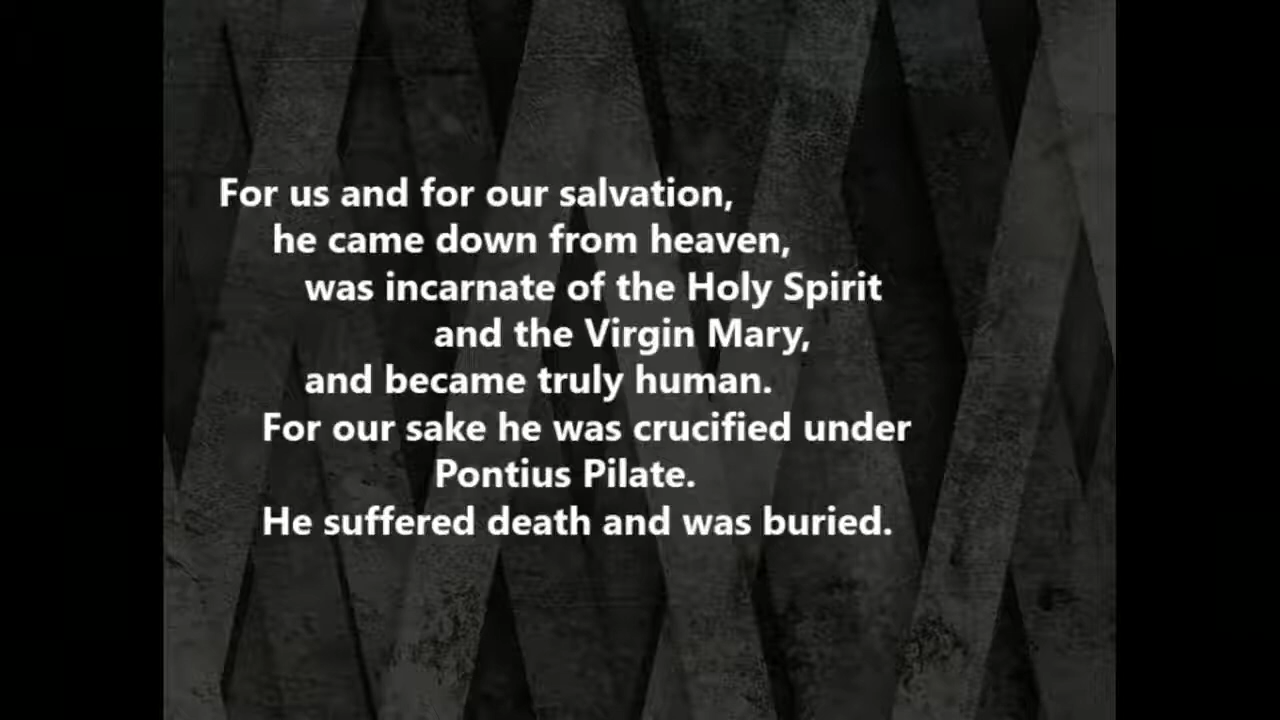 For us and for our salvation,
he came down from heaven,
was incarnate of the Holy Spirit
and the Virgin Mary,
and became truly human.
For our sake he was crucified under
Pontius Pilate.
He suffered death and was buried.